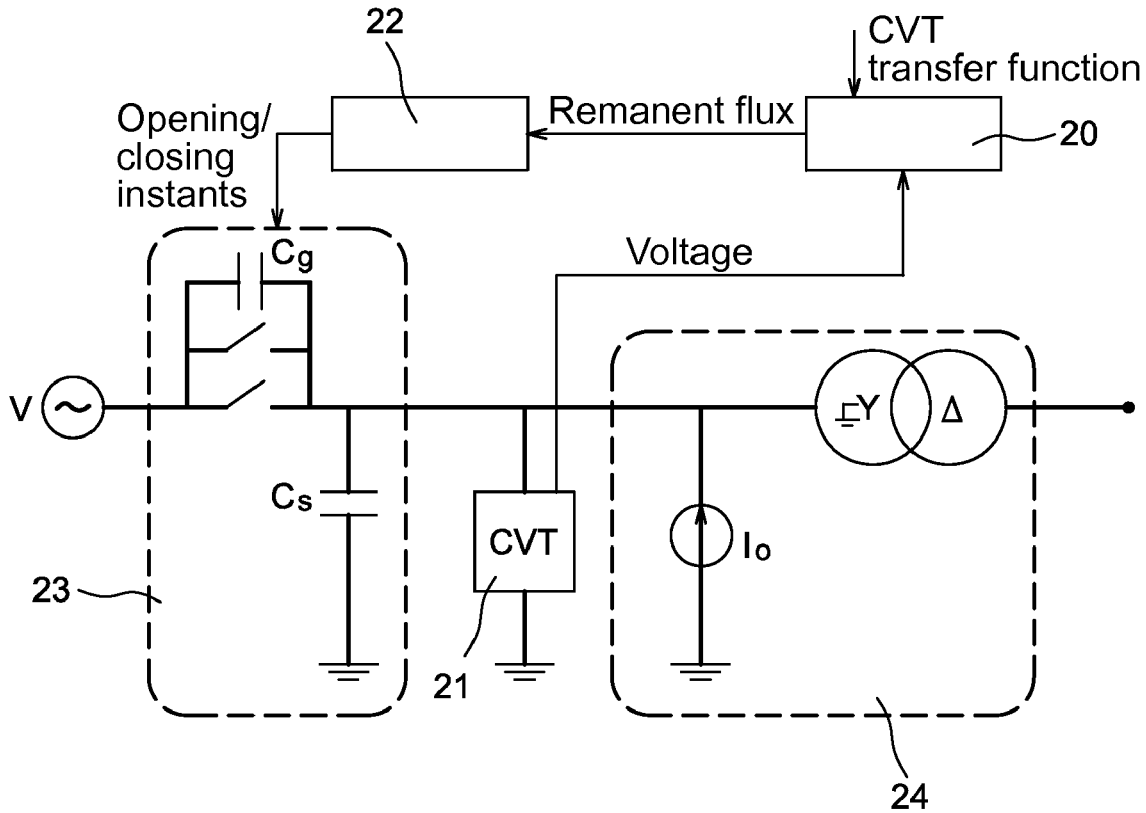 22
CVT
transfer function
Remanent flux
20
Opening/
closing
instants
Cg
Voltage
V
Y
Δ
Cs
CVT
Io
23
21
24